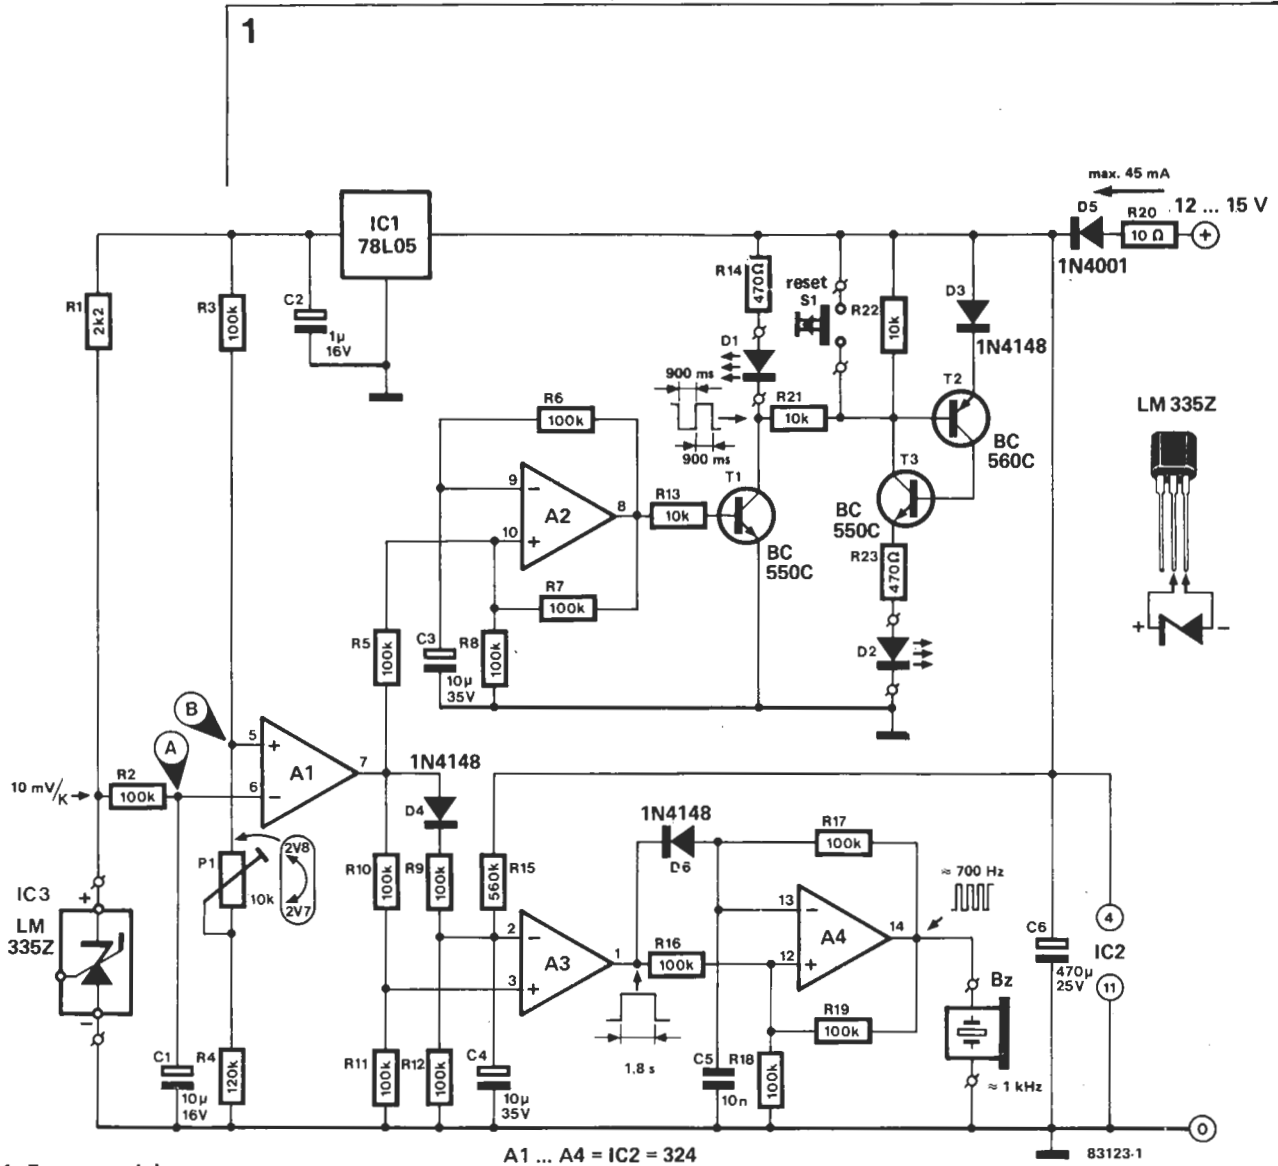 1
max. 45 mA
D5
R20
10 Ω
12 ... 15 V
+
1N4001
IC1
78L05
R1
2k2
R3
100k
C2
1µ
16V
R14
470Ω
reset
S1
R22
10k
D3
1N4148
D1
900 ms
900 ms
R21
10k
T2
BC
560C
LM 335Z
+
−
R6
100k
9
−
A2
10
+
8
R13
10k
T1
BC
550C
T3
BC
550C
R23
470Ω
D2
R7
100k
R5
100k
C3
10µ
35V
R8
100k
B
A
5
+
A1
6
−
7
1N4148
D4
10 mV/K
R2
100k
P1
10k
2V8
2V7
IC3
LM
335Z
+
−
R10
100k
R9
100k
R15
560k
1N4148
D6
R17
100k
≈ 700 Hz
2
−
A3
3
+
1
R16
100k
13
−
A4
12
+
14
R19
100k
C6
470µ
25V
4
IC2
11
Bz
≈ 1 kHz
1,8 s
C1
10µ
16V
R4
120k
R11
100k
R12
100k
C4
10µ
35V
C5
10n
R18
100k
0
A1 ... A4 = IC2 = 324
83123-1